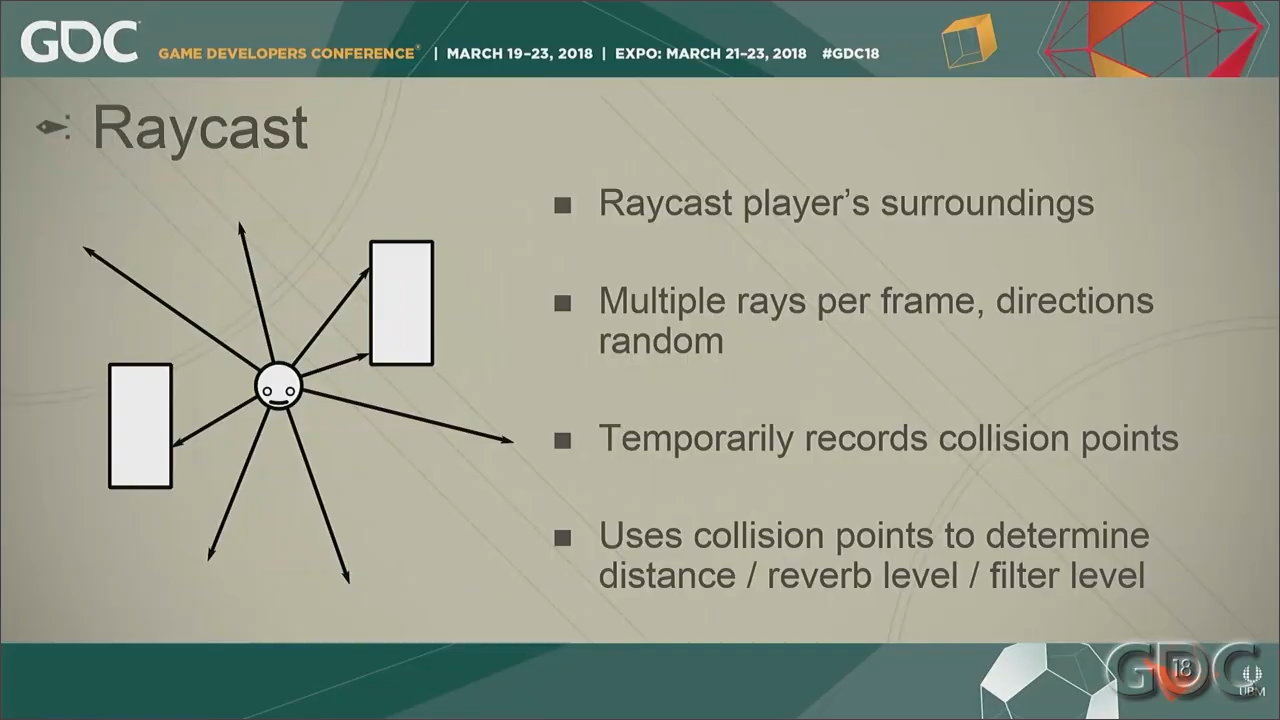 GDC GAME DEVELOPERS CONFERENCE® | MARCH 19–23, 2018 | EXPO: MARCH 21–23, 2018 #GDC18
Raycast
Raycast player's surroundings
Multiple rays per frame, directions
random
Temporarily records collision points
Uses collision points to determine
distance / reverb level / filter level
GDC 18
UBM